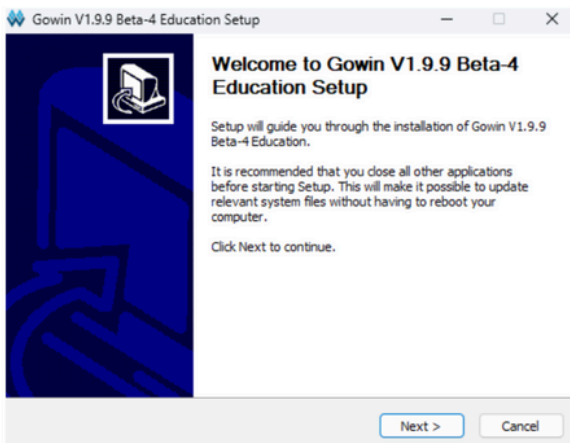 Gowin V1.9.9 Beta-4 Education Setup
Welcome to Gowin V1.9.9 Beta-4
Education Setup
Setup will guide you through the installation of Gowin V1.9.9
Beta-4 Education.
It is recommended that you close all other applications
before starting Setup. This will make it possible to update
relevant system files without having to reboot your
computer.
Click Next to continue.
Next >
Cancel